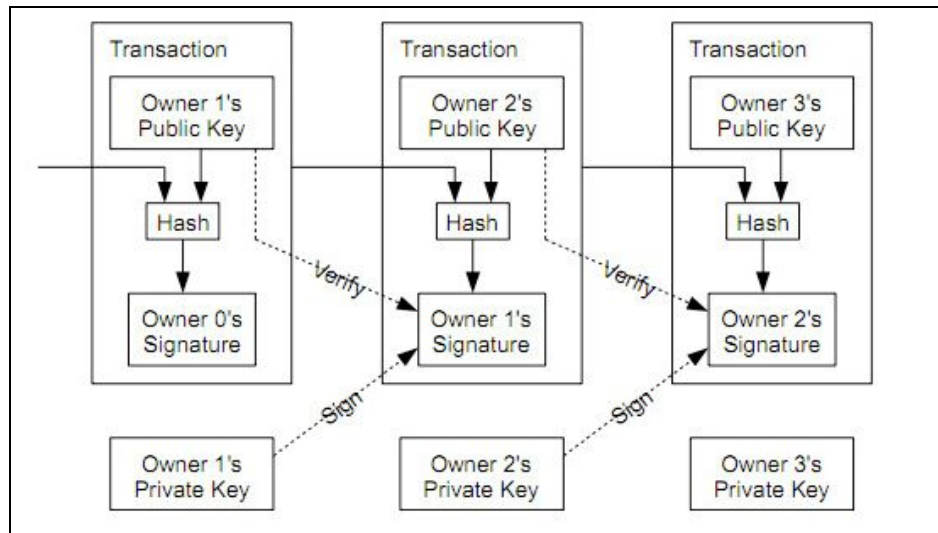 Transaction
Owner 1's
Public Key
Hash
Owner 0's
Signature
Transaction
Owner 2's
Public Key
Hash
Owner 1's
Signature
Transaction
Owner 3's
Public Key
Hash
Owner 2's
Signature
Verify
Verify
Sign
Sign
Owner 1's
Private Key
Owner 2's
Private Key
Owner 3's
Private Key